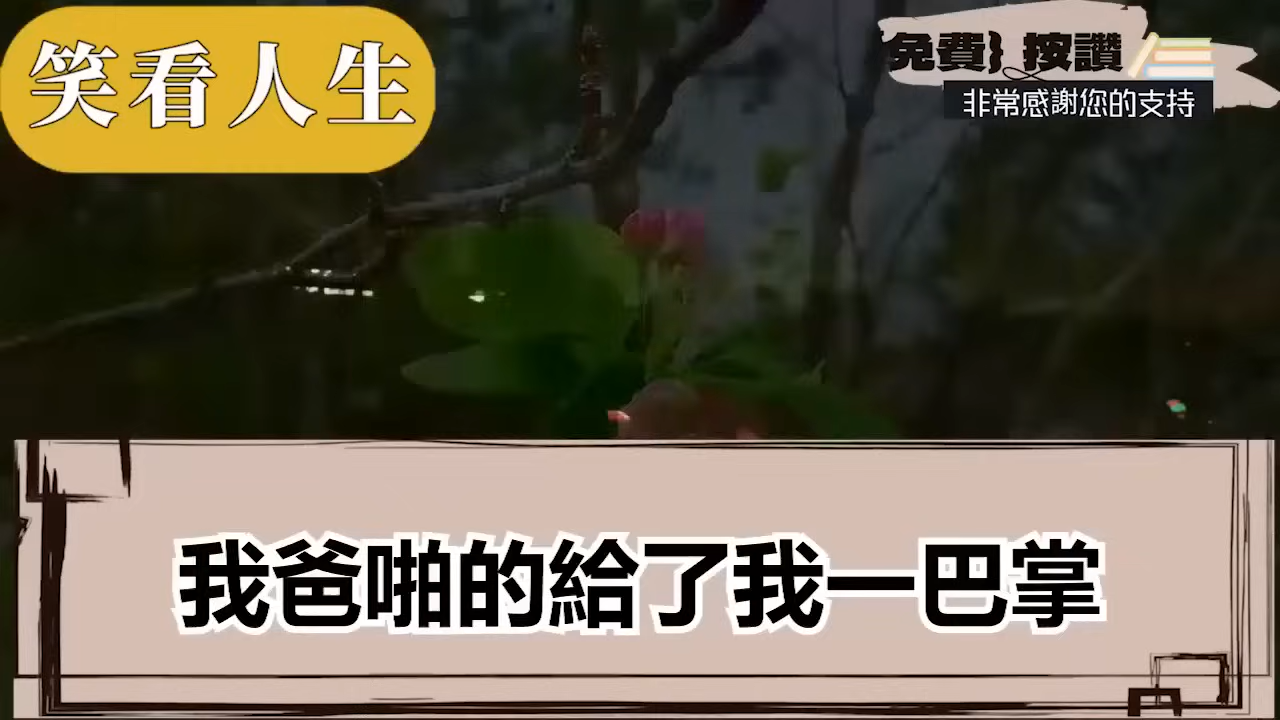 笑看人生
免費 按讚
非常感謝您的支持
我爸啪的給了我一巴掌